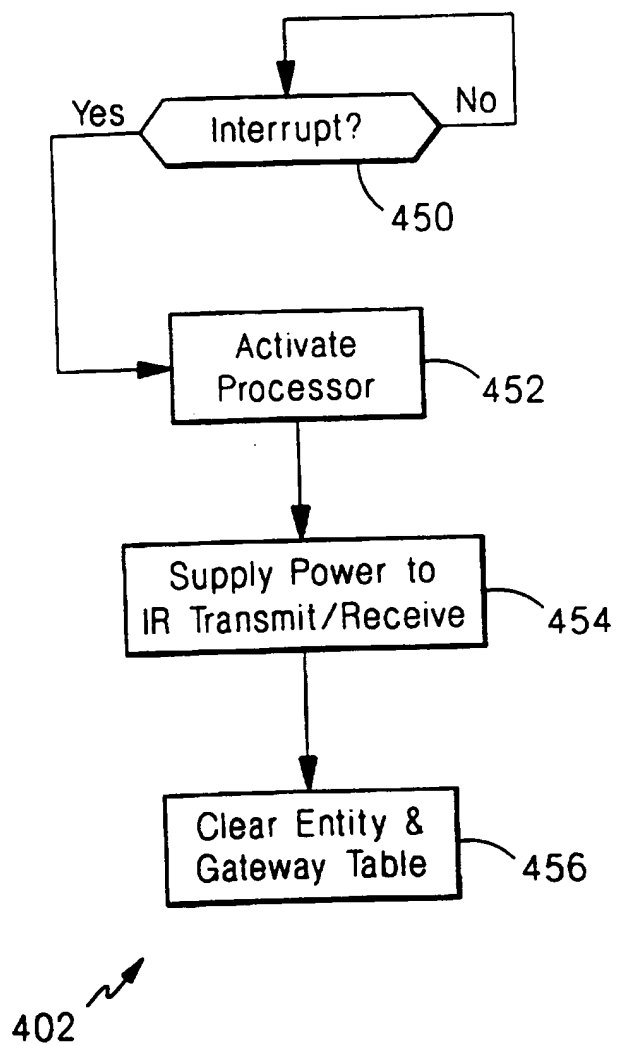 Yes
Interrupt?
No
450
Activate
Processor
452
Supply Power to
IR Transmit/Receive
454
Clear Entity &
Gateway Table
456
402